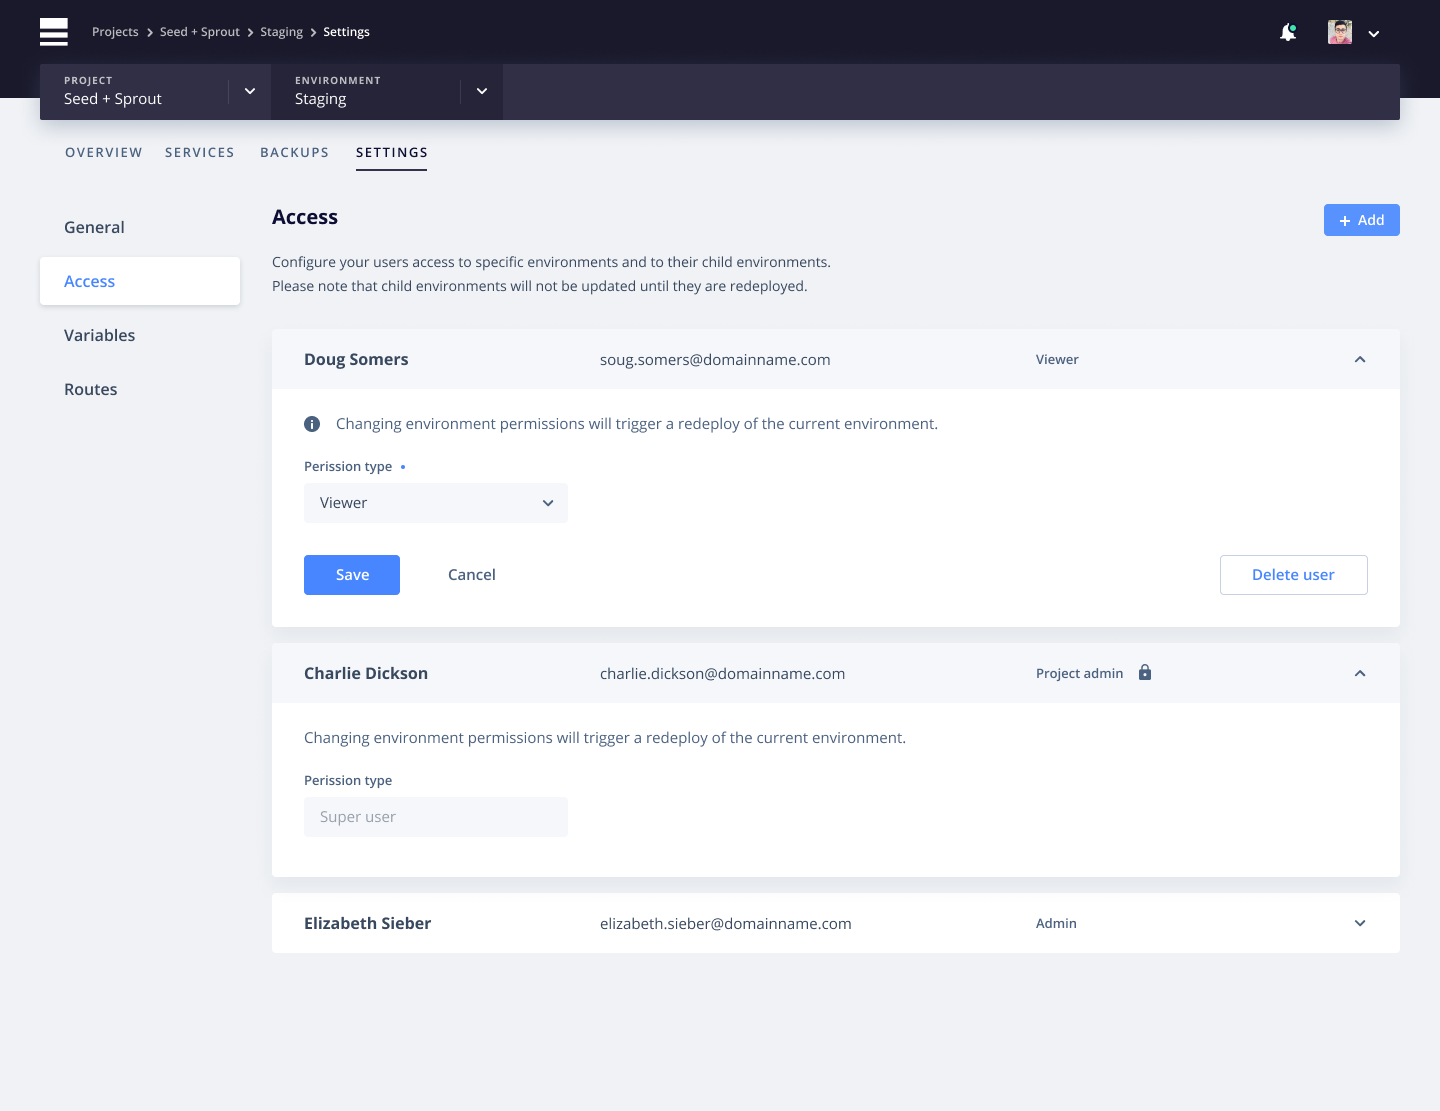 Projects > Seed + Sprout > Staging > Settings
PROJECT
Seed + Sprout
ENVIRONMENT
Staging
OVERVIEW SERVICES BACKUPS SETTINGS
General
Access
Variables
Routes
Access
+ Add
Configure your users access to specific environments and to their child environments.
Please note that child environments will not be updated until they are redeployed.
Doug Somers soug.somers@domainname.com Viewer
Changing environment permissions will trigger a redeploy of the current environment.
Perission type
Viewer
Save Cancel Delete user
Charlie Dickson charlie.dickson@domainname.com Project admin
Changing environment permissions will trigger a redeploy of the current environment.
Perission type
Super user
Elizabeth Sieber elizabeth.sieber@domainname.com Admin